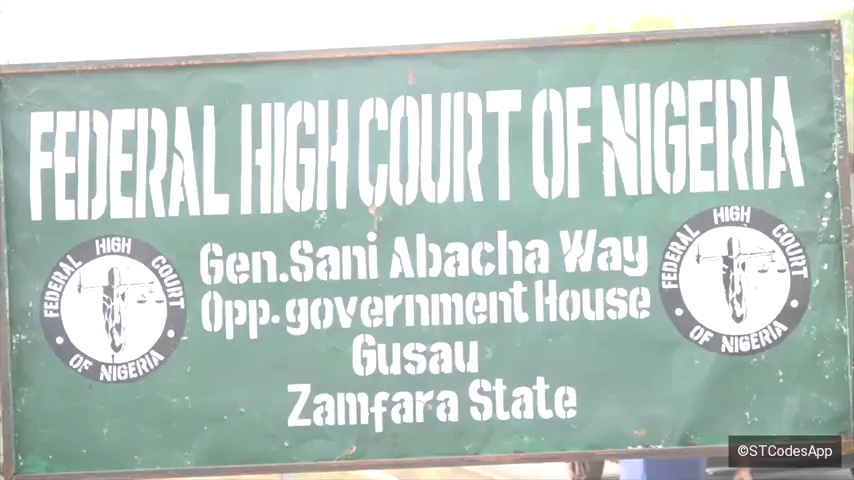 FEDERAL HIGH COURT OF NIGERIA
Gen.Sani Abacha Way
Opp.government House
Gusau
Zamfara State
FEDERAL HIGH COURT
• OF NIGERIA •
FEDERAL HIGH COURT
• OF NIGERIA •
©STCodesApp